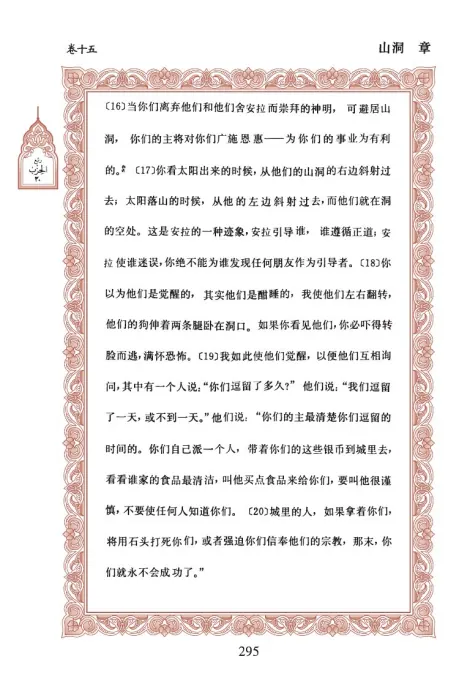 卷十五
山洞 章
ربع
الحزب
٣٠
〔16〕当你们离弃他们和他们舍安拉而崇拜的神明，可避居山
洞，你们的主将对你们广施恩惠——为你们的事业为有利
的。〔17〕你看太阳出来的时候，从他们的山洞的右边斜射过
去；太阳落山的时候，从他的左边斜射过去，而他们就在洞
的空处。这是安拉的一种迹象，安拉引导谁，谁遵循正道；安
拉使谁迷误，你绝不能为谁发现任何朋友作为引导者。〔18〕你
以为他们是觉醒的，其实他们是酣睡的，我使他们左右翻转，
他们的狗伸着两条腿卧在洞口。如果你看见他们，你必吓得转
脸而逃，满怀恐怖。〔19〕我如此使他们觉醒，以便他们互相询
问，其中有一个人说：“你们逗留了多久？”他们说：“我们逗留
了一天，或不到一天。”他们说：“你们的主最清楚你们逗留的
时间的。你们自己派一个人，带着你们的这些银币到城里去，
看看谁家的食品最清洁，叫他买点食品来给你们，要叫他很谨
慎，不要使任何人知道你们。〔20〕城里的人，如果拿着你们，
将用石头打死你们，或者强迫你们信奉他们的宗教，那末，你
们就永不会成功了。”
295